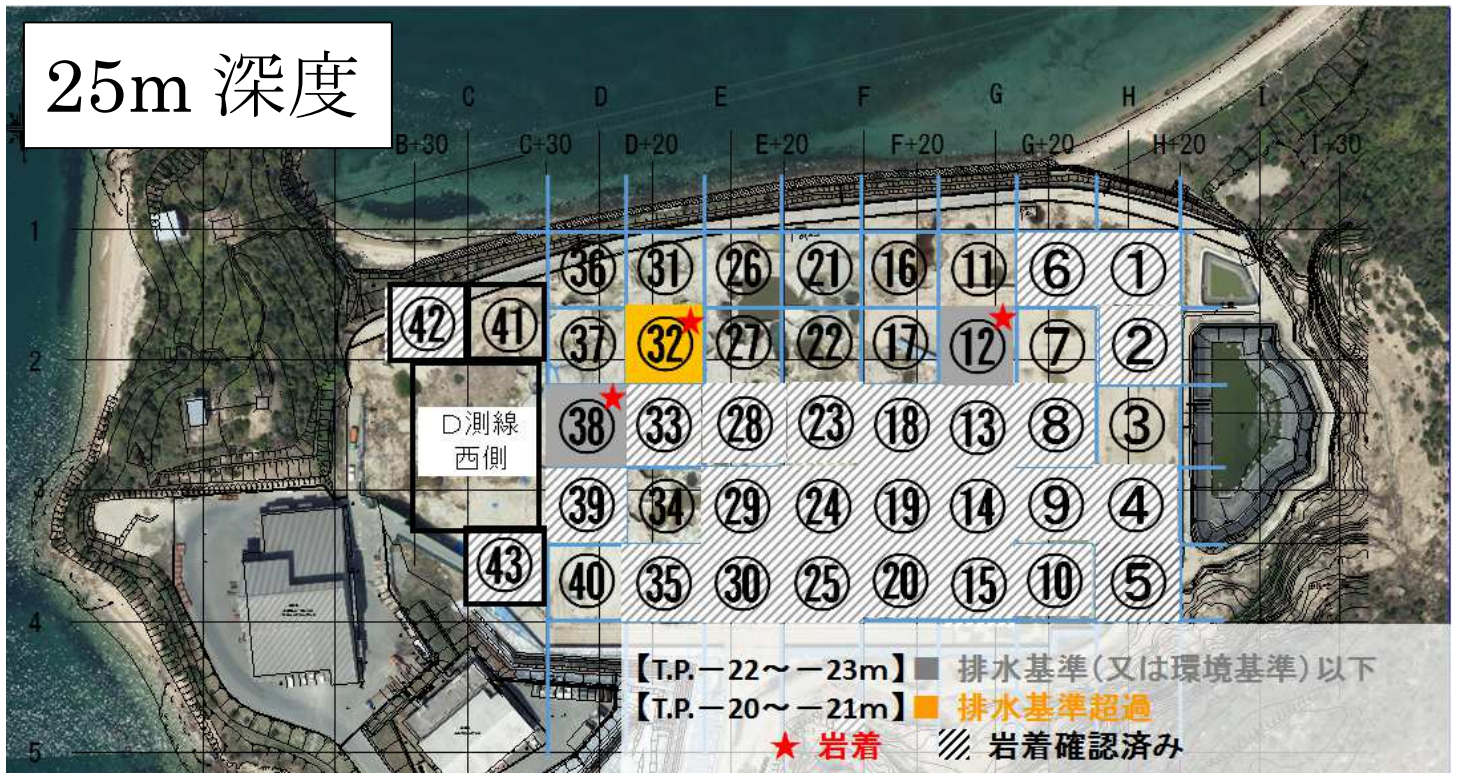 25m 深度
C D E F G H I
B+30 C+30 D+20 E+20 F+20 G+20 H+20 I+30
1
㊱ ㉛ ㉖ ㉑ ⑯ ⑪ ⑥ ①
㊷ ㊶ ㊲ ㉜ ㉗ ㉒ ⑰ ⑫ ⑦ ②
2
D測線
西側
㊳ ㉝ ㉘ ㉓ ⑱ ⑬ ⑧ ③
3
㊴ ㉞ ㉙ ㉔ ⑲ ⑭ ⑨ ④
㊸ ㊵ ㉟ ㉚ ㉕ ⑳ ⑮ ⑩ ⑤
4
【T.P.－22～－23m】■ 排水基準(又は環境基準)以下
【T.P.－20～－21m】■ 排水基準超過
★ 岩着 岩着確認済み
5